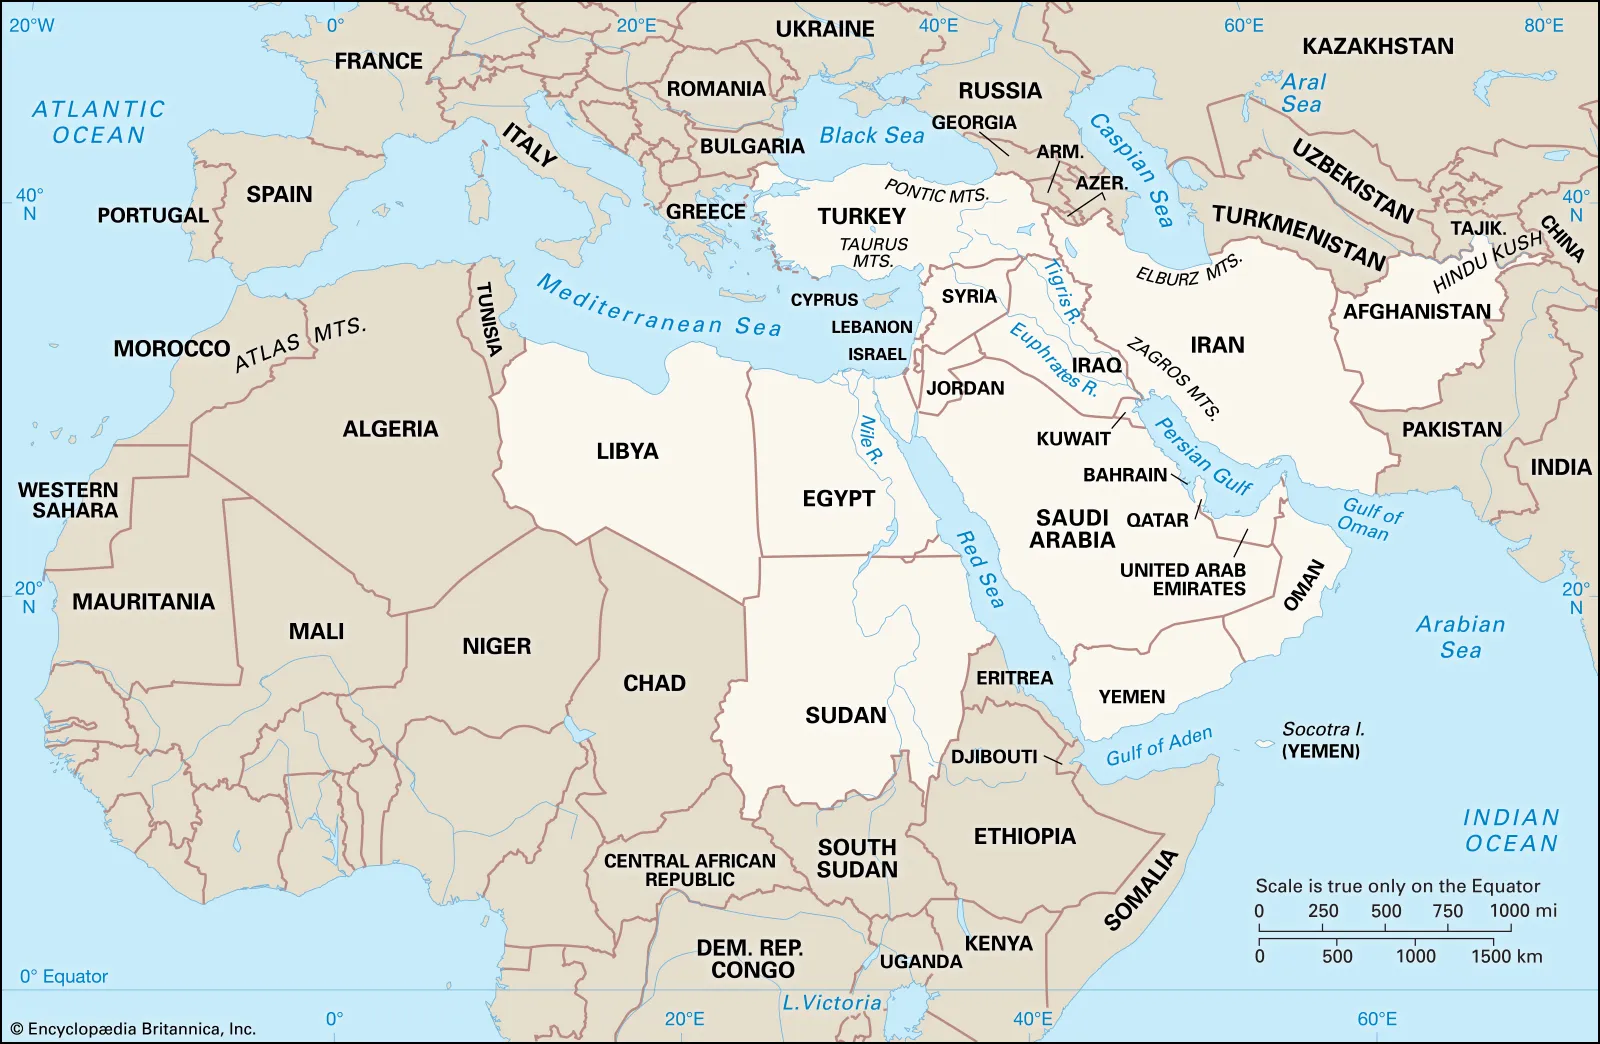 20°W
0°
20°E
40°E
60°E
80°E
UKRAINE
KAZAKHSTAN
FRANCE
ROMANIA
RUSSIA
Aral
Sea
ATLANTIC
OCEAN
ITALY
BULGARIA
Black Sea
GEORGIA
Caspian Sea
ARM.
AZER.
UZBEKISTAN
40°
N
SPAIN
PORTUGAL
GREECE
PONTIC MTS.
TURKEY
TAURUS
MTS.
TURKMENISTAN
TAJIK.
CHINA
40°
N
HINDU KUSH
ELBURZ MTS.
Mediterranean Sea
CYPRUS
SYRIA
Tigris R.
AFGHANISTAN
TUNISIA
LEBANON
ISRAEL
MOROCCO
ATLAS MTS.
Euphrates R.
IRAQ
IRAN
ZAGROS MTS.
JORDAN
ALGERIA
LIBYA
Nile R.
KUWAIT
PAKISTAN
Persian Gulf
BAHRAIN
INDIA
WESTERN
SAHARA
EGYPT
SAUDI
ARABIA
QATAR
Gulf of
Oman
Red Sea
UNITED ARAB
EMIRATES
OMAN
20°
N
MAURITANIA
MALI
NIGER
CHAD
20°
N
Arabian
Sea
ERITREA
YEMEN
SUDAN
Socotra I.
(YEMEN)
DJIBOUTI
Gulf of Aden
INDIAN
OCEAN
ETHIOPIA
SOUTH
SUDAN
CENTRAL AFRICAN
REPUBLIC
SOMALIA
Scale is true only on the Equator
0 250 500 750 1000 mi
0 500 1000 1500 km
DEM. REP.
CONGO
UGANDA
KENYA
0° Equator
L.Victoria
© Encyclopædia Britannica, Inc.
0°
20°E
40°E
60°E